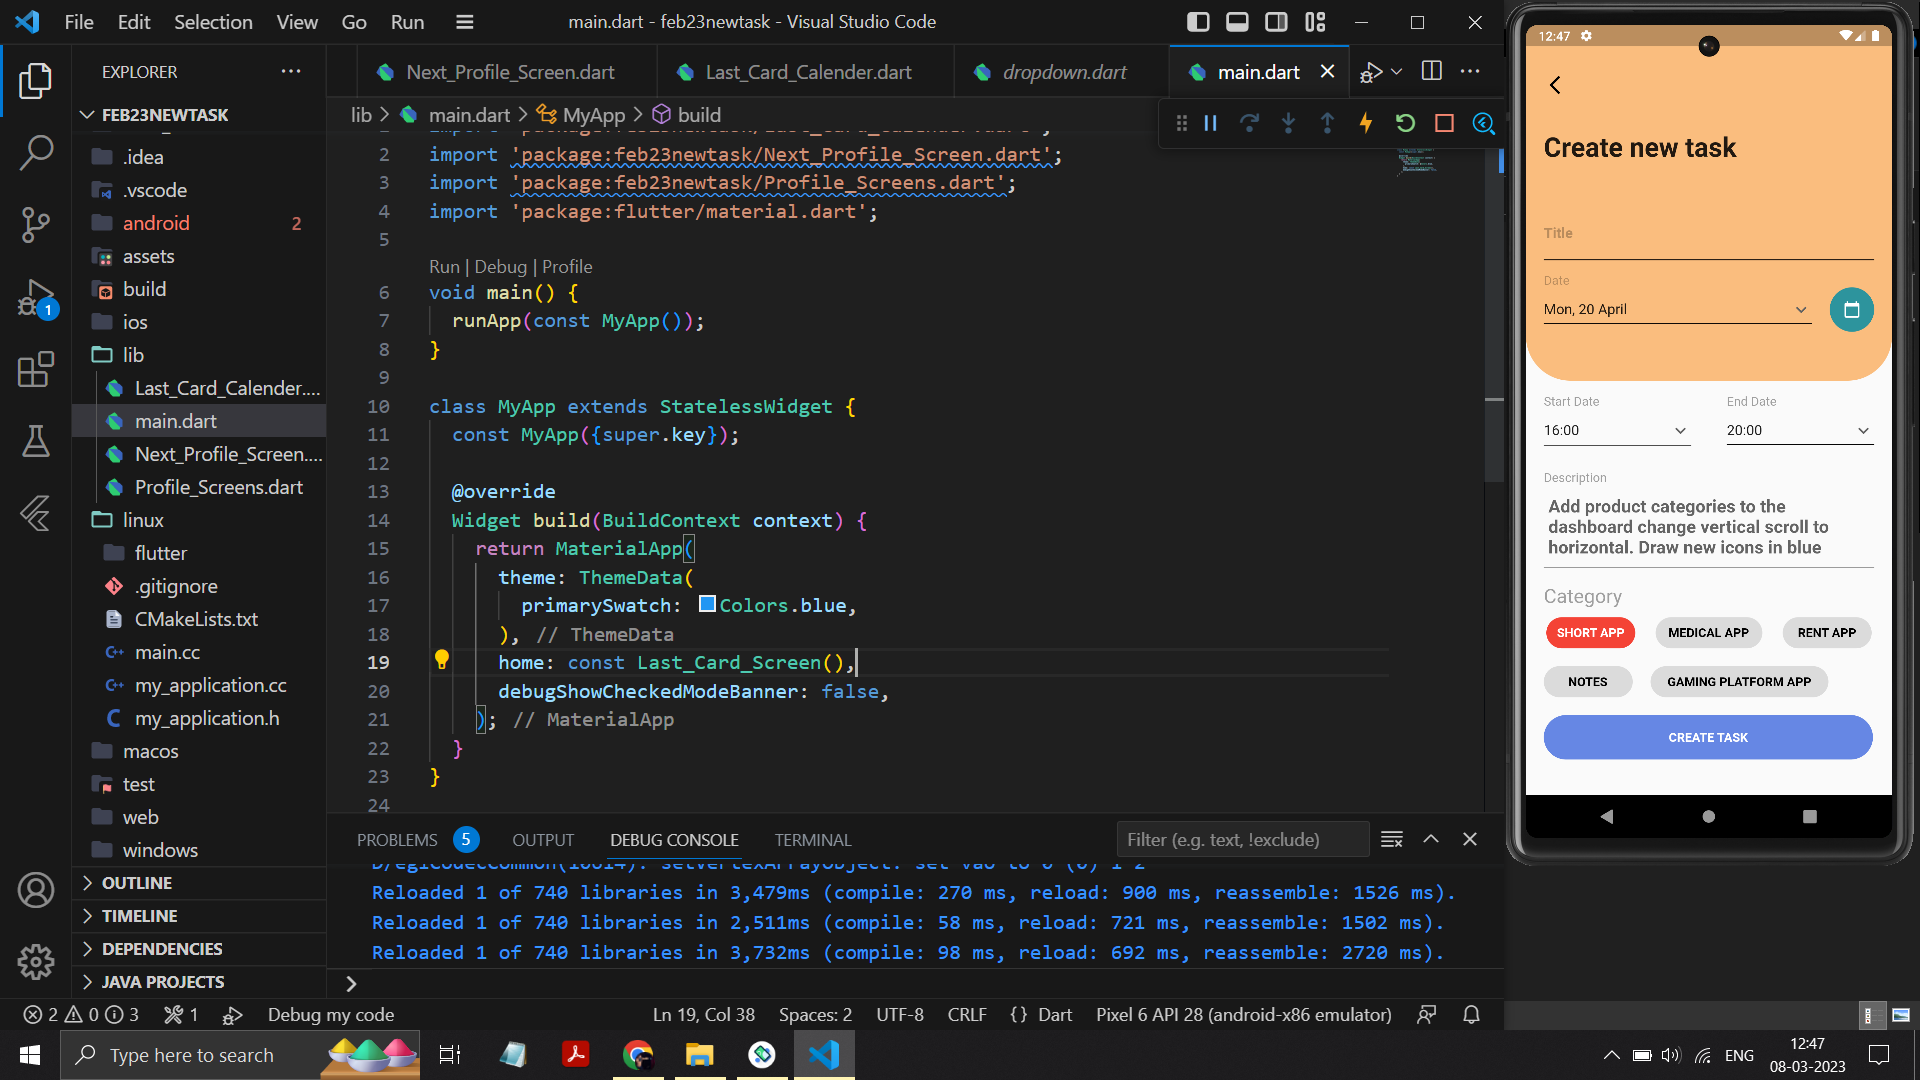 File Edit Selection View Go Run
main.dart - feb23newtask - Visual Studio Code
EXPLORER
Next_Profile_Screen.dart
Last_Card_Calender.dart
dropdown.dart
main.dart
FEB23NEWTASK
.idea
.vscode
android 2
assets
build
ios
lib
Last_Card_Calender....
main.dart
Next_Profile_Screen....
Profile_Screens.dart
linux
flutter
.gitignore
CMakeLists.txt
main.cc
my_application.cc
my_application.h
macos
test
web
windows
OUTLINE
TIMELINE
DEPENDENCIES
JAVA PROJECTS
1
lib > main.dart > MyApp > build
2 import 'package:feb23newtask/Next_Profile_Screen.dart';
3 import 'package:feb23newtask/Profile_Screens.dart';
4 import 'package:flutter/material.dart';
5
Run | Debug | Profile
6 void main() {
7 runApp(const MyApp());
8 }
9
10 class MyApp extends StatelessWidget {
11 const MyApp({super.key});
12
13 @override
14 Widget build(BuildContext context) {
15 return MaterialApp(
16 theme: ThemeData(
17 primarySwatch: Colors.blue,
18 ), // ThemeData
19 home: const Last_Card_Screen(),
20 debugShowCheckedModeBanner: false,
21 ); // MaterialApp
22 }
23 }
24
PROBLEMS 5 OUTPUT DEBUG CONSOLE TERMINAL
Filter (e.g. text, !exclude)
Reloaded 1 of 740 libraries in 3,479ms (compile: 270 ms, reload: 900 ms, reassemble: 1526 ms).
Reloaded 1 of 740 libraries in 2,511ms (compile: 58 ms, reload: 721 ms, reassemble: 1502 ms).
Reloaded 1 of 740 libraries in 3,732ms (compile: 98 ms, reload: 692 ms, reassemble: 2720 ms).
2 0 3 1 Debug my code
Ln 19, Col 38 Spaces: 2 UTF-8 CRLF {} Dart Pixel 6 API 28 (android-x86 emulator)
12:47
Create new task
Title
Date
Mon, 20 April
Start Date End Date
16:00 20:00
Description
Add product categories to the
dashboard change vertical scroll to
horizontal. Draw new icons in blue
Category
SHORT APP MEDICAL APP RENT APP
NOTES GAMING PLATFORM APP
CREATE TASK
Type here to search
ENG
12:47
08-03-2023